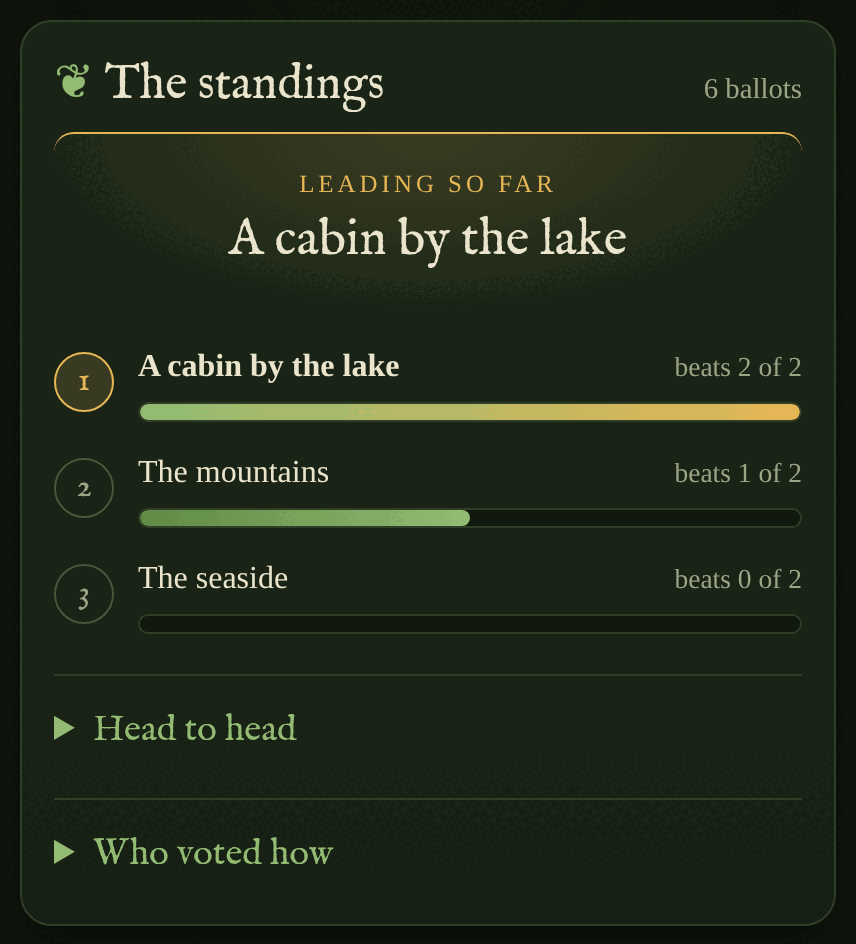 ❦ The standings
6 ballots
LEADING SO FAR
A cabin by the lake
1
A cabin by the lake
beats 2 of 2
2
The mountains
beats 1 of 2
3
The seaside
beats 0 of 2
▶ Head to head
▶ Who voted how